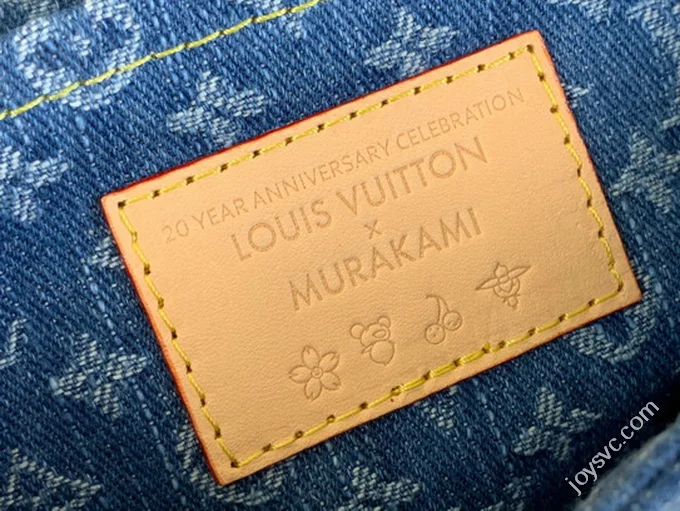 20 YEAR ANNIVERSARY CELEBRATION
LOUIS VUITTON
x
MURAKAMI
joysvc.com